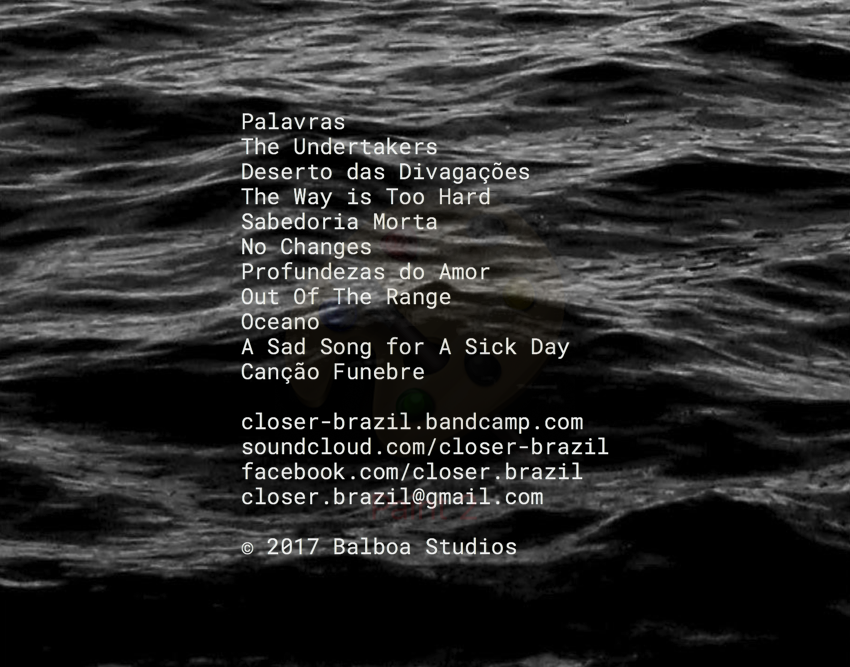 Palavras
The Undertakers
Deserto das Divagações
The Way is Too Hard
Sabedoria Morta
No Changes
Profundezas do Amor
Out Of The Range
Oceano
A Sad Song for A Sick Day
Canção Funebre
closer-brazil.bandcamp.com
soundcloud.com/closer-brazil
facebook.com/closer.brazil
closer.brazil@gmail.com
© 2017 Balboa Studios